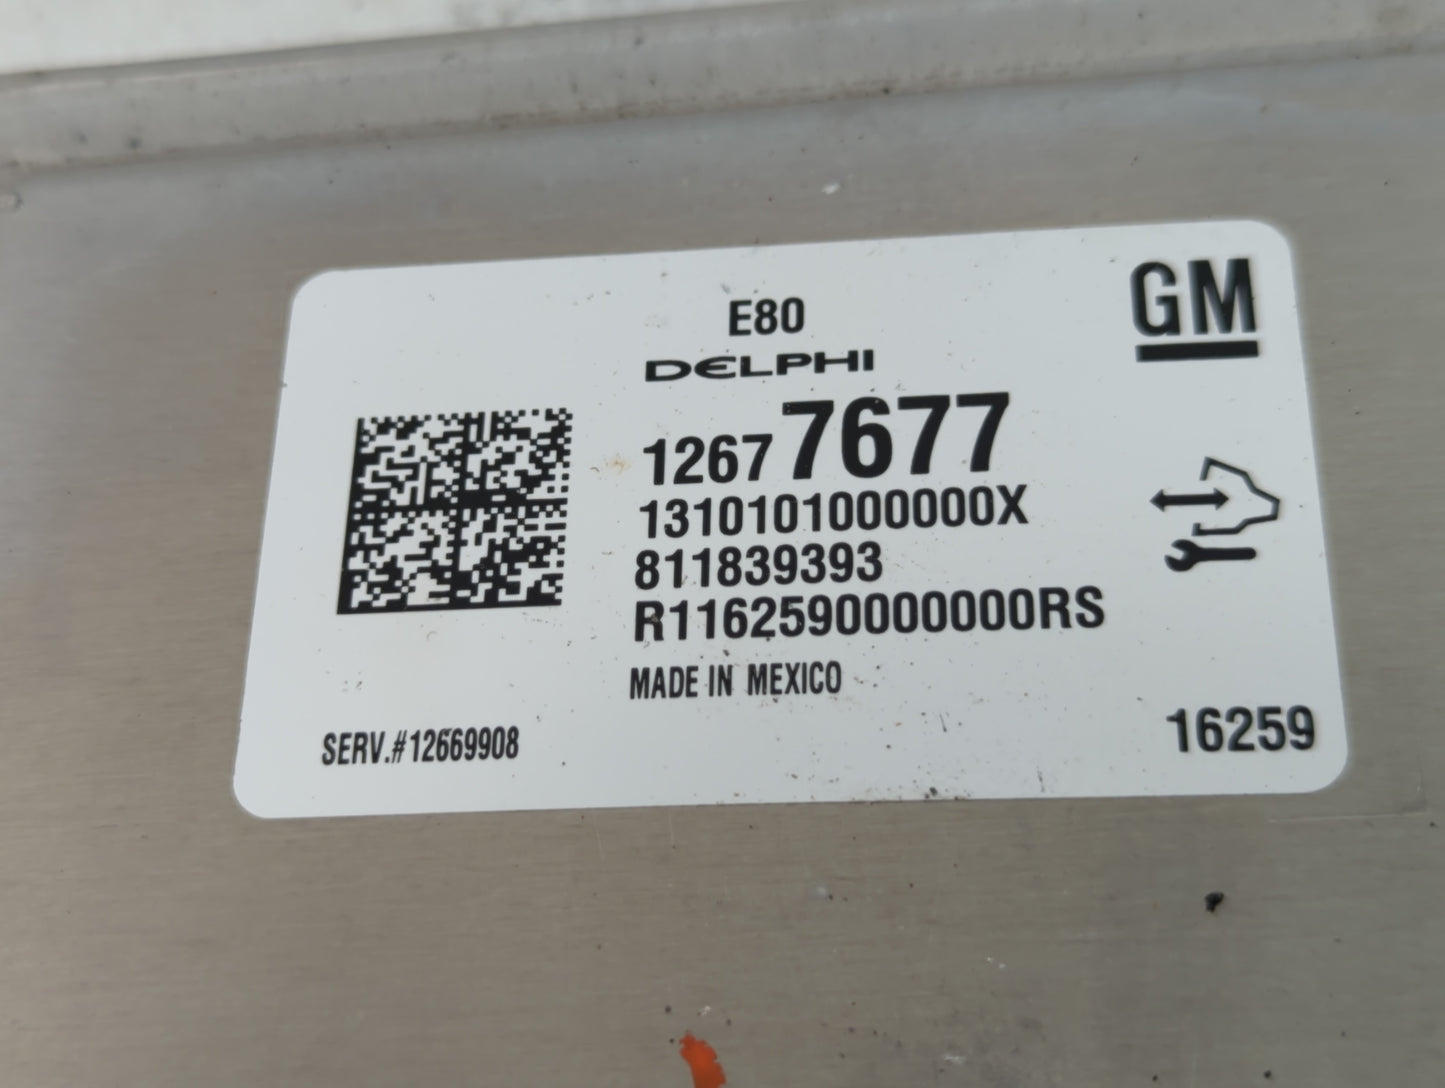 E80
GM
DELPHI
12677677
1310101000000X
811839393
R1162590000000RS
MADE IN MEXICO
SERV.#12669908
16259